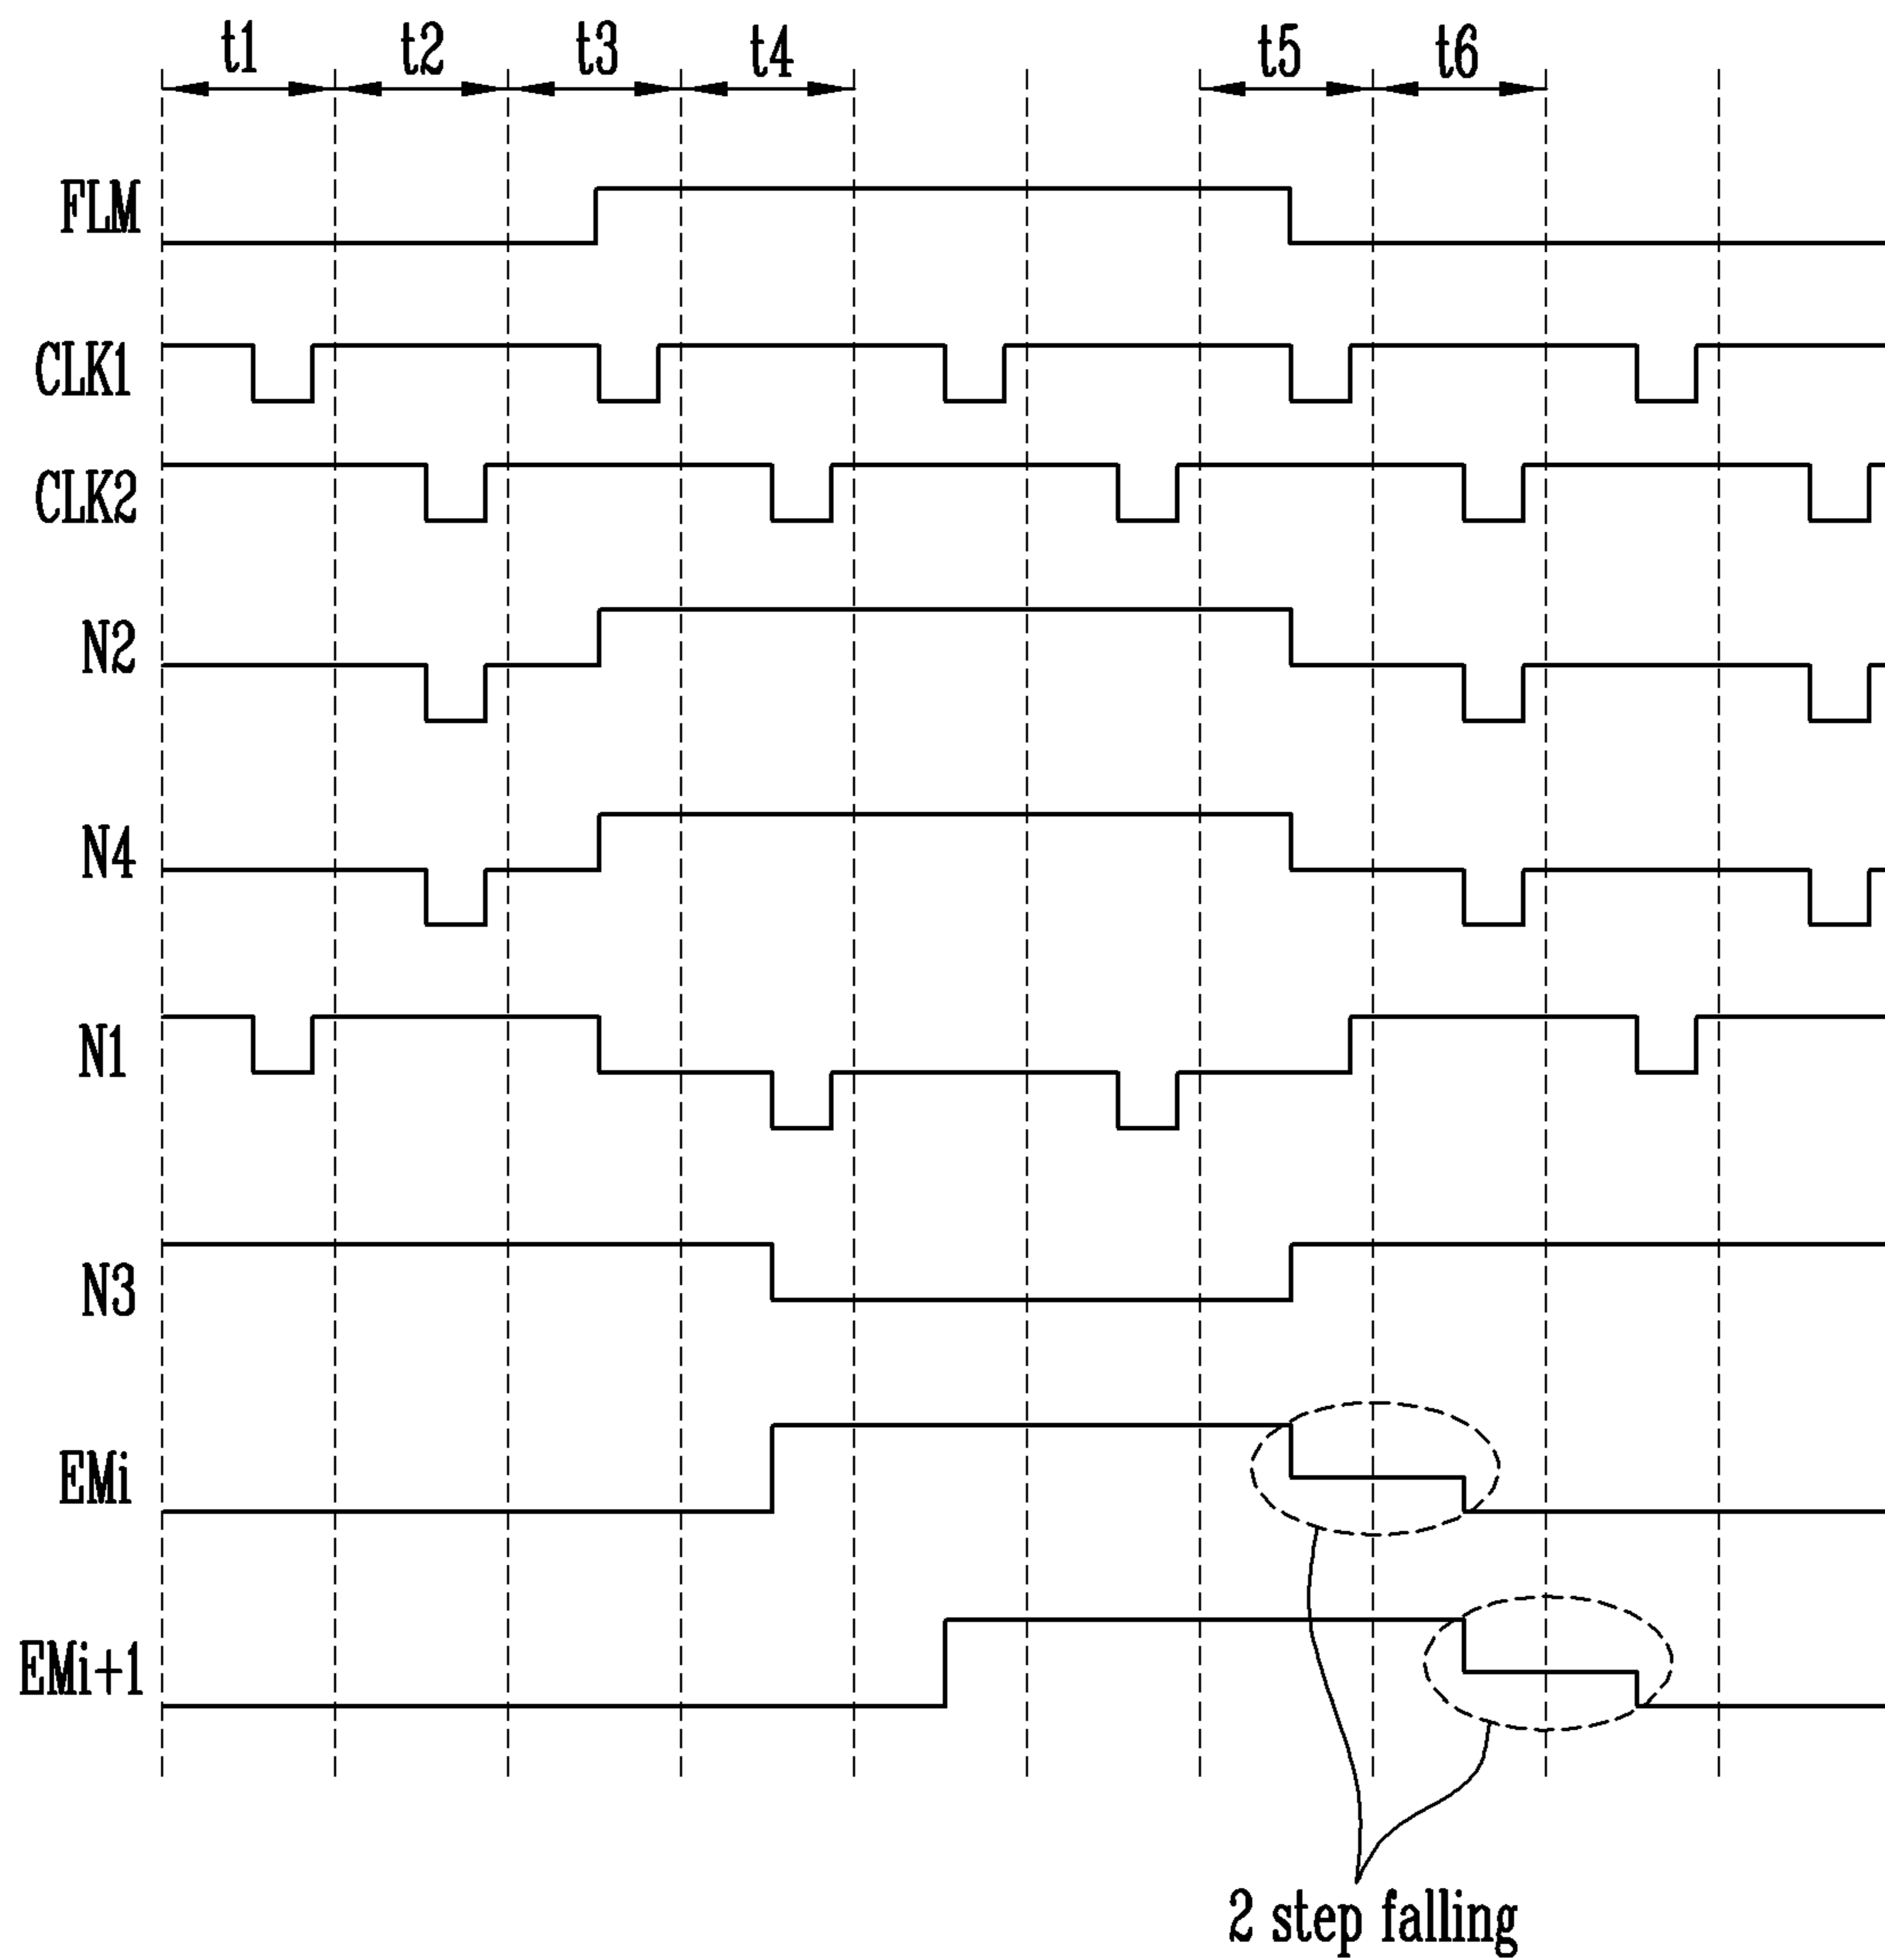 t1 t2 t3 t4 t5 t6
FLM
CLK1
CLK2
N2
N4
N1
N3
EMi
EMi+1
2 step falling